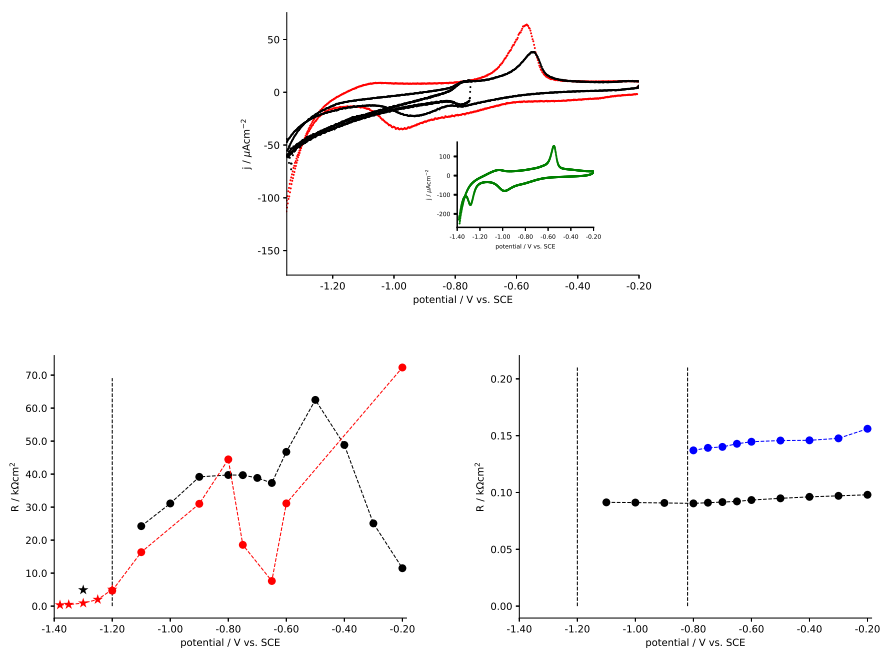 50
0
-50
-100
-150
j / μAcm⁻²
-1.20 -1.00 -0.80 -0.60 -0.40 -0.20
potential / V vs. SCE
100
0
-100
-200
j / μAcm⁻²
-1.40 -1.20 -1.00 -0.80 -0.60 -0.40 -0.20
potential / V vs. SCE
70.0
60.0
50.0
40.0
30.0
20.0
10.0
0.0
R / kΩcm²
-1.40 -1.20 -1.00 -0.80 -0.60 -0.40 -0.20
potential / V vs. SCE
0.20
0.15
0.10
0.05
0.00
R / kΩcm²
-1.40 -1.20 -1.00 -0.80 -0.60 -0.40 -0.20
potential / V vs. SCE